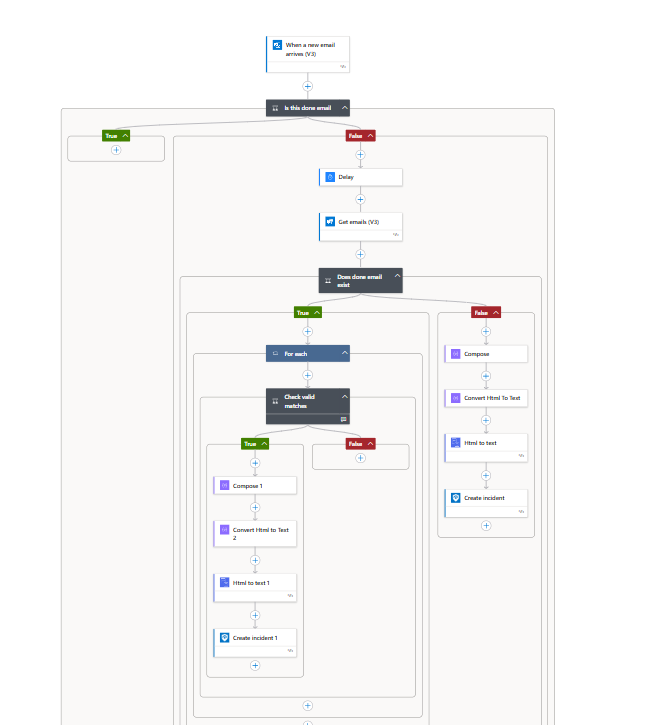 When a new email
arrives (V3)
Is this done email
True
False
Delay
Get emails (V3)
Does done email
exist
True
False
For each
Compose
Check valid
matches
Convert Html To Text
True
False
Html to text
Compose 1
Create incident
Convert Html to Text
2
Html to text 1
Create incident 1